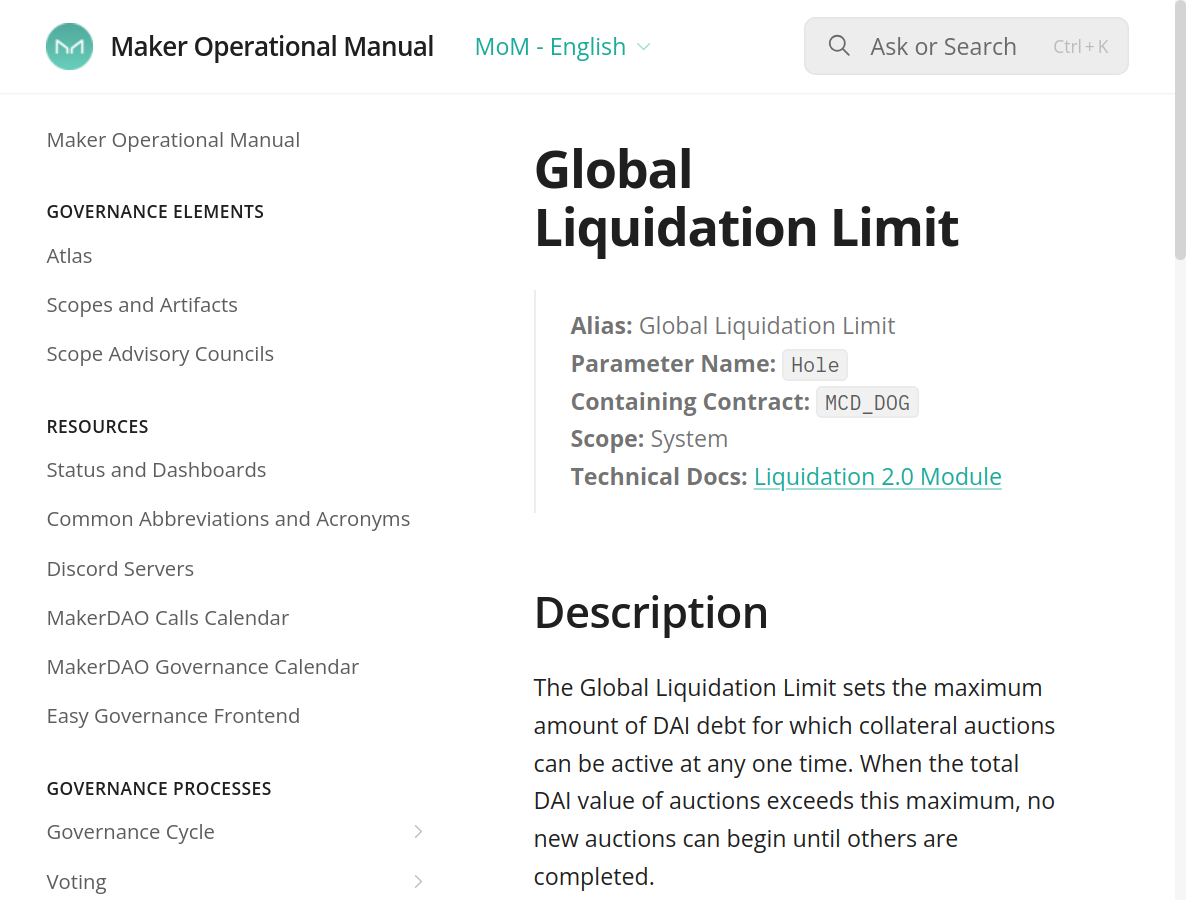 Maker Operational Manual
MoM - English
Ask or Search
Ctrl + K
Maker Operational Manual
GOVERNANCE ELEMENTS
Atlas
Scopes and Artifacts
Scope Advisory Councils
RESOURCES
Status and Dashboards
Common Abbreviations and Acronyms
Discord Servers
MakerDAO Calls Calendar
MakerDAO Governance Calendar
Easy Governance Frontend
GOVERNANCE PROCESSES
Governance Cycle
Voting
Global
Liquidation Limit
Alias: Global Liquidation Limit
Parameter Name: Hole
Containing Contract: MCD_DOG
Scope: System
Technical Docs: Liquidation 2.0 Module
Description
The Global Liquidation Limit sets the maximum
amount of DAI debt for which collateral auctions
can be active at any one time. When the total
DAI value of auctions exceeds this maximum, no
new auctions can begin until others are
completed.